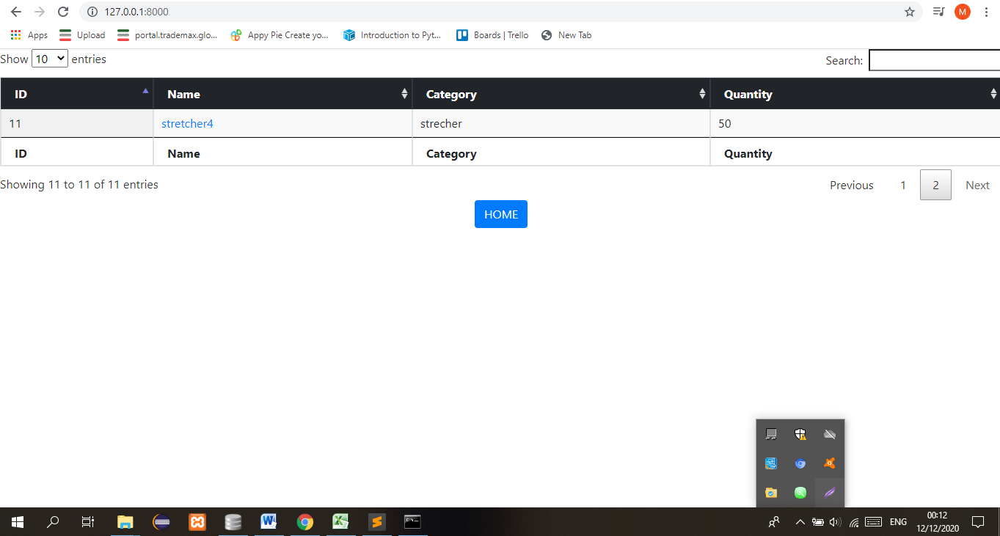 127.0.0.1:8000
M
Apps Upload portal.trademax.glo... Appy Pie Create yo... Introduction to Pyt... Boards | Trello New Tab
Show 10 entries Search:
ID Name Category Quantity
11 stretcher4 strecher 50
ID Name Category Quantity
Showing 11 to 11 of 11 entries Previous 1 2 Next
HOME
ENG 00:12
12/12/2020